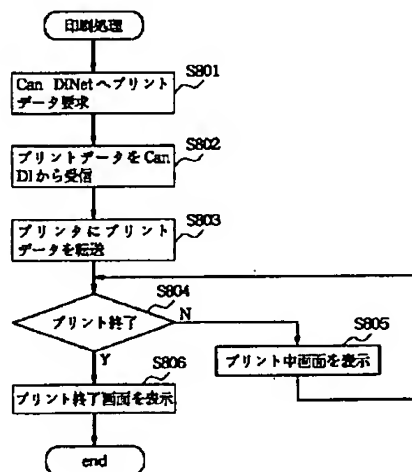 印刷処理
S801
Can DINetへプリント
データ要求
S802
プリントデータをCan
DIから受信
S803
プリンタにプリント
データを転送
S804
プリント終了
N
Y
S805
プリント中画面を表示
S806
プリント終了画面を表示
end